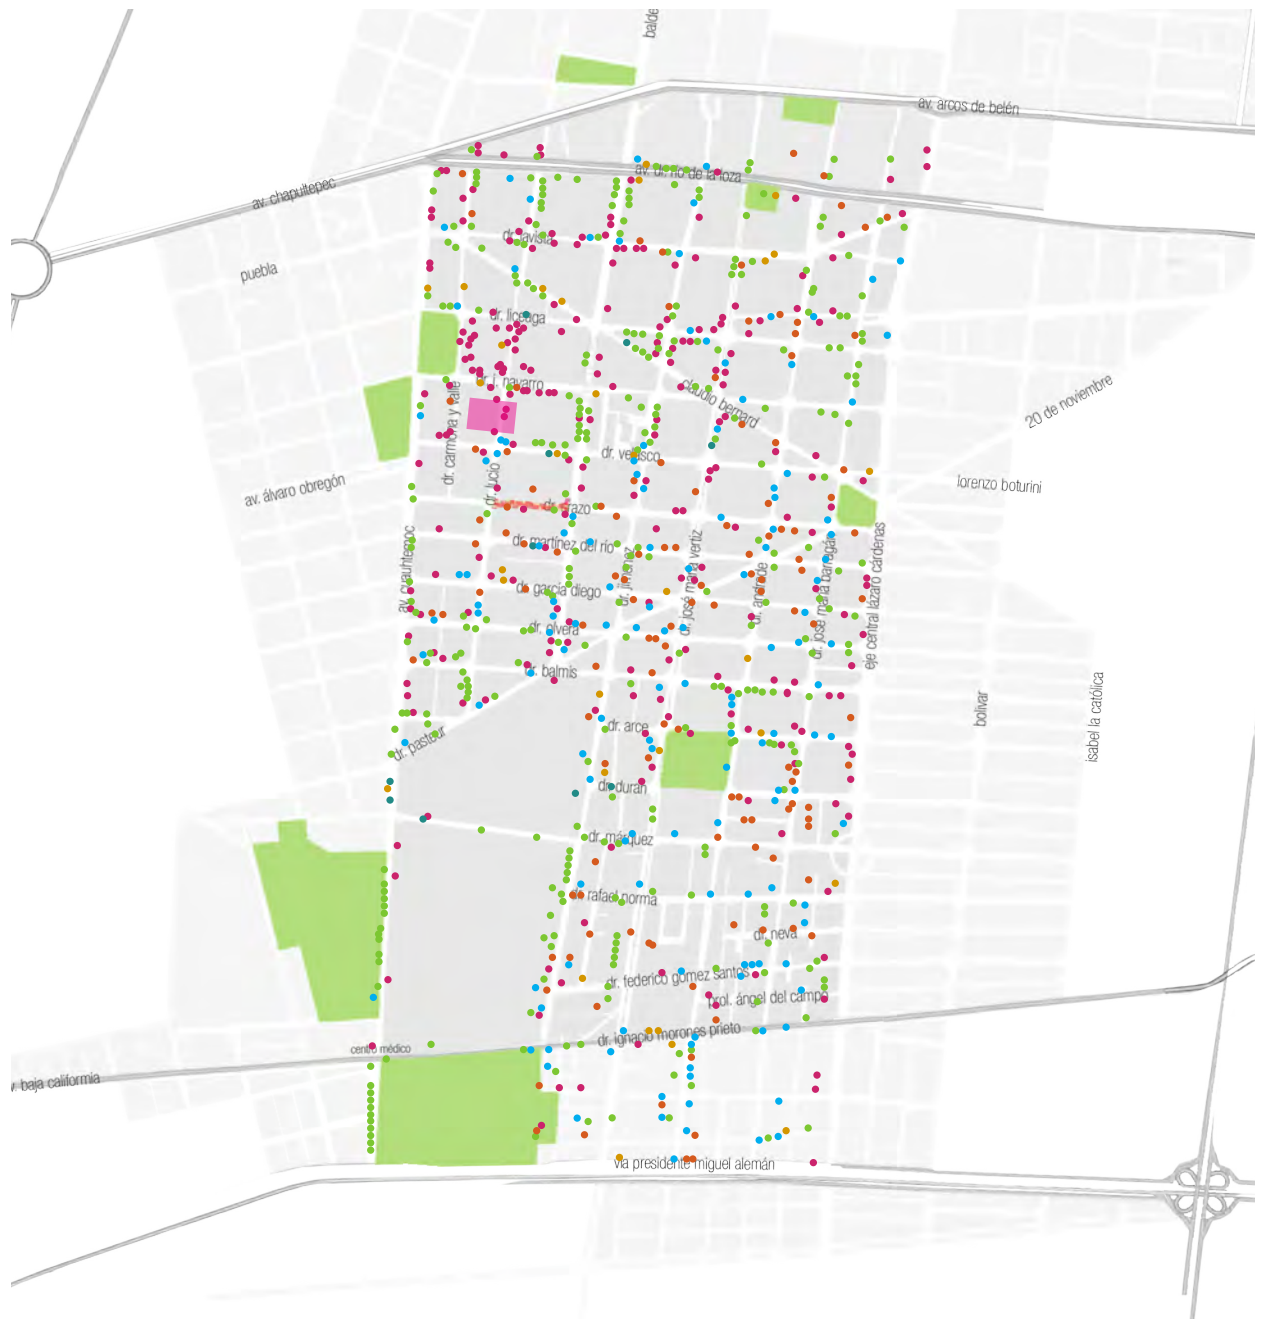 balde
av. arcos de belén
av. dr. río de la loza
av. chapultepec
dr. lavista
puebla
dr. liceaga
dr. j. navarro
claudio bernard
20 de noviembre
dr. carmona y valle
dr. velasco
dr. lucio
av. álvaro obregón
lorenzo boturini
dr. erazo
av. cuauhtemoc
dr. martínez del río
dr. jiménez
dr. josé maría vertiz
dr. andrade
dr. josé maría barragán
eje central lázaro cárdenas
dr. garcía diego
dr. olvera
dr. balmis
bolivar
isabel la católica
dr. arce
dr. pasteur
dr. durán
dr. márquez
dr. rafael norma
dr. neva
dr. federico gómez santos
prol. ángel del campo
dr. ignacio morones prieto
centro médico
v. baja california
vía presidente miguel alemán